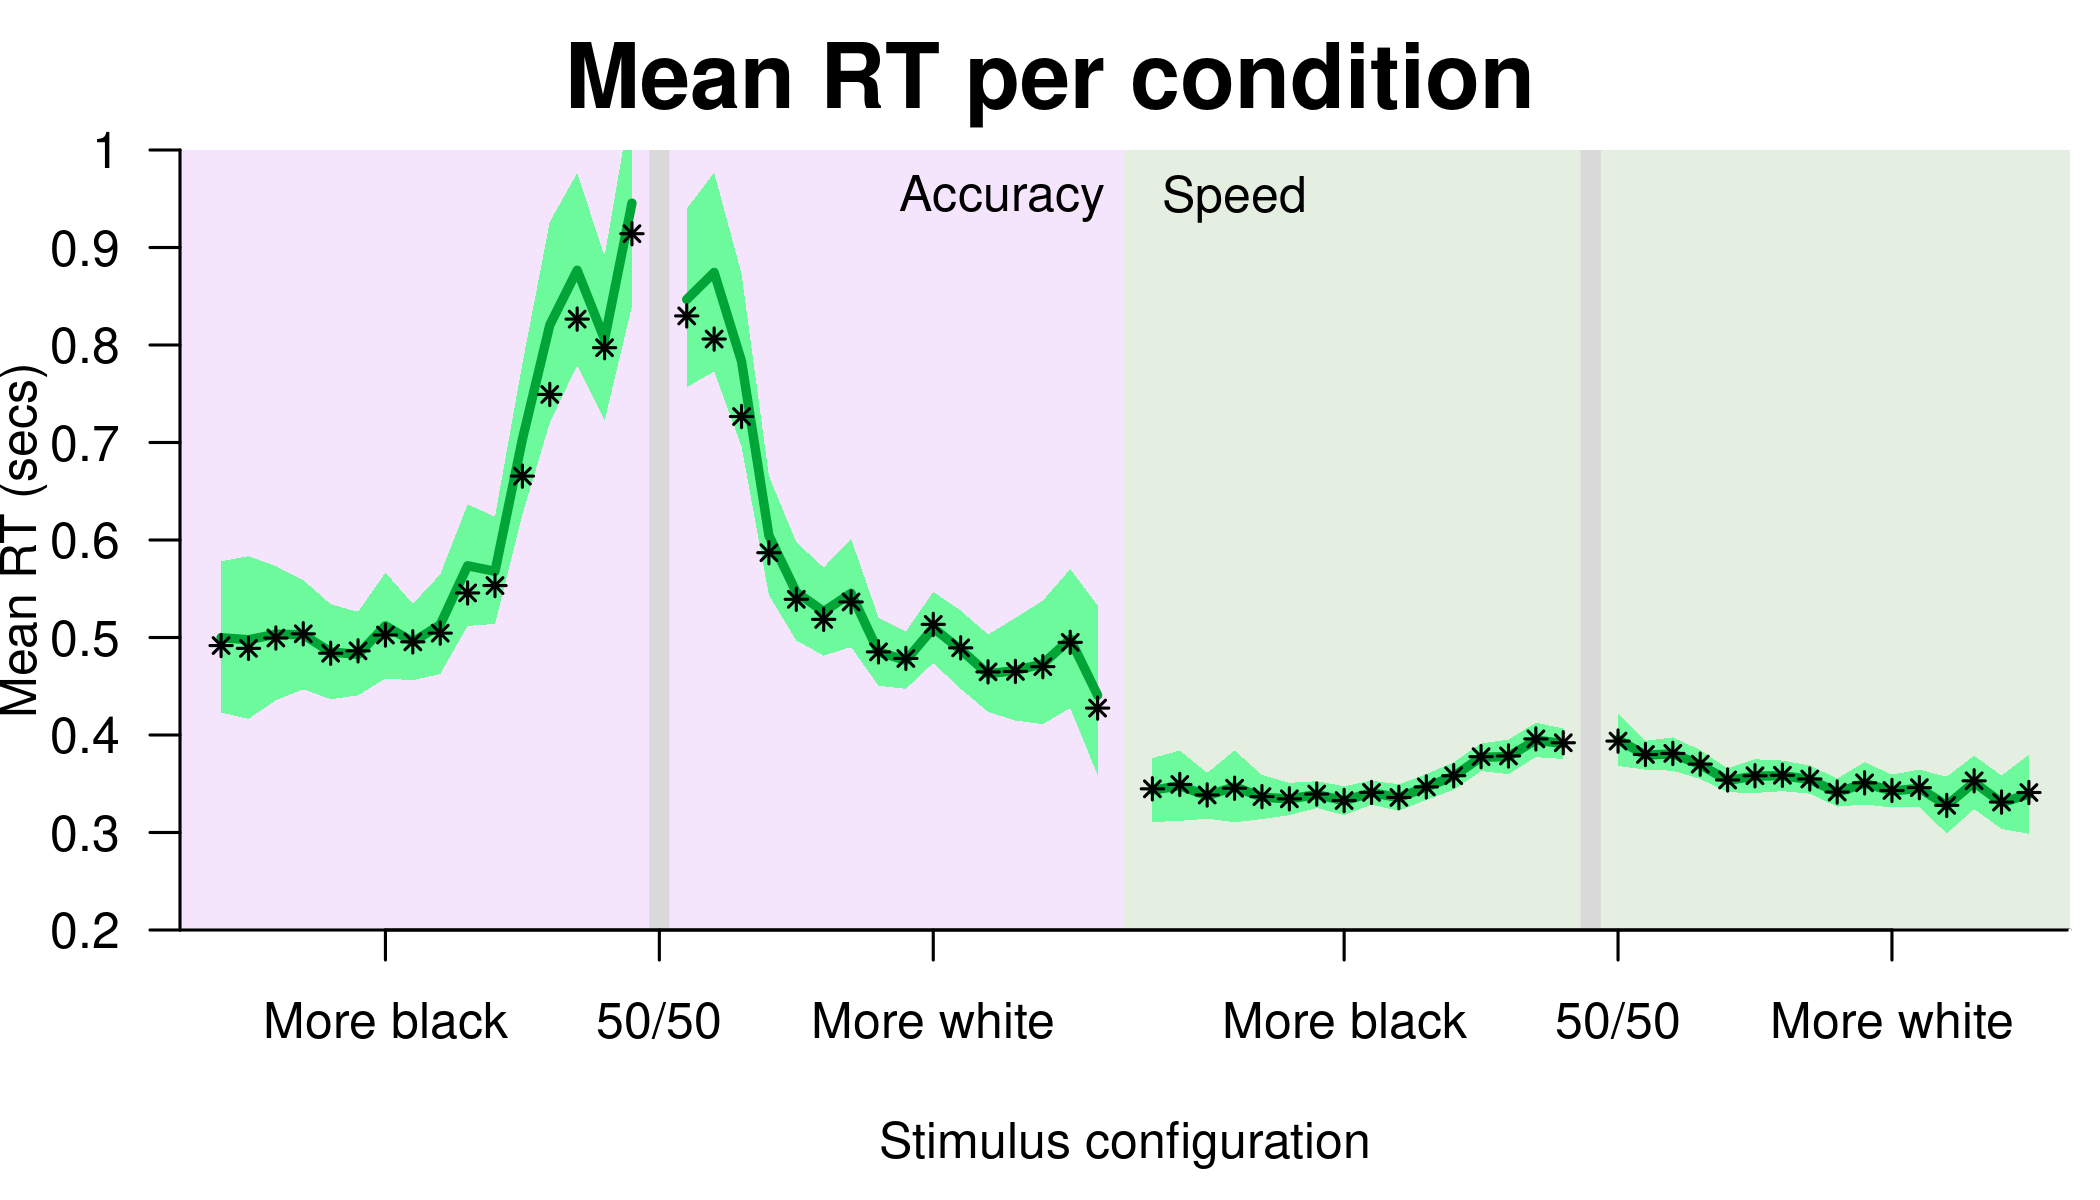 Mean RT per condition
Mean RT (secs)
1
0.9
0.8
0.7
0.6
0.5
0.4
0.3
0.2
Accuracy
Speed
More black
50/50
More white
More black
50/50
More white
Stimulus configuration